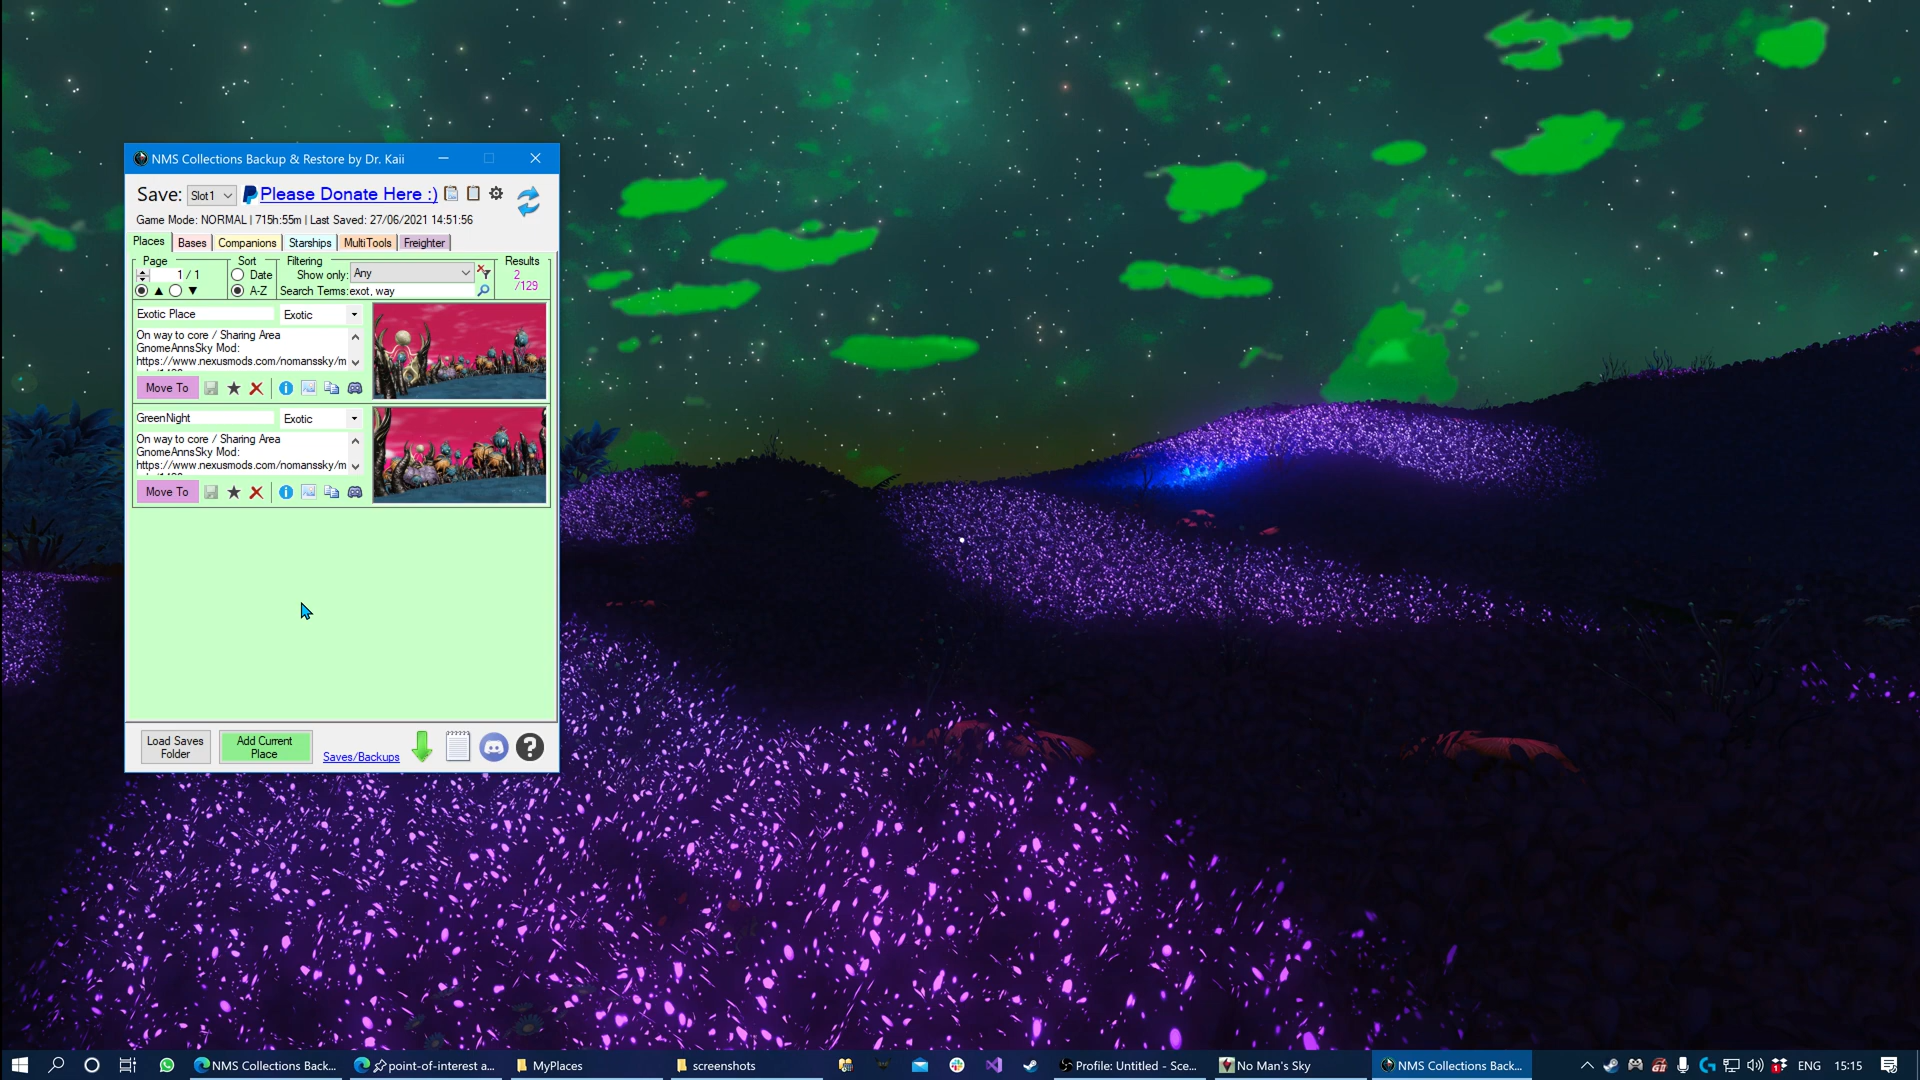 NMS Collections Backup & Restore by Dr. Kaii
Save: Slot1 Please Donate Here :)
Game Mode: NORMAL | 715h:55m | Last Saved: 27/06/2021 14:51:56
Places Bases Companions Starships MultiTools Freighter
Page Sort Filtering Results
1 / 1 Date Show only: Any 2
/129
A-Z Search Terms: exot, way
Exotic Place Exotic
On way to core / Sharing Area
GnomeAnnsSky Mod:
https://www.nexusmods.com/nomanssky/m
Move To
GreenNight Exotic
On way to core / Sharing Area
GnomeAnnsSky Mod:
https://www.nexusmods.com/nomanssky/m
Move To
Load Saves
Folder
Add Current
Place
Saves/Backups
NMS Collections Back... point-of-interest a... MyPlaces screenshots Profile: Untitled - Sce... No Man's Sky NMS Collections Back... ENG 15:15